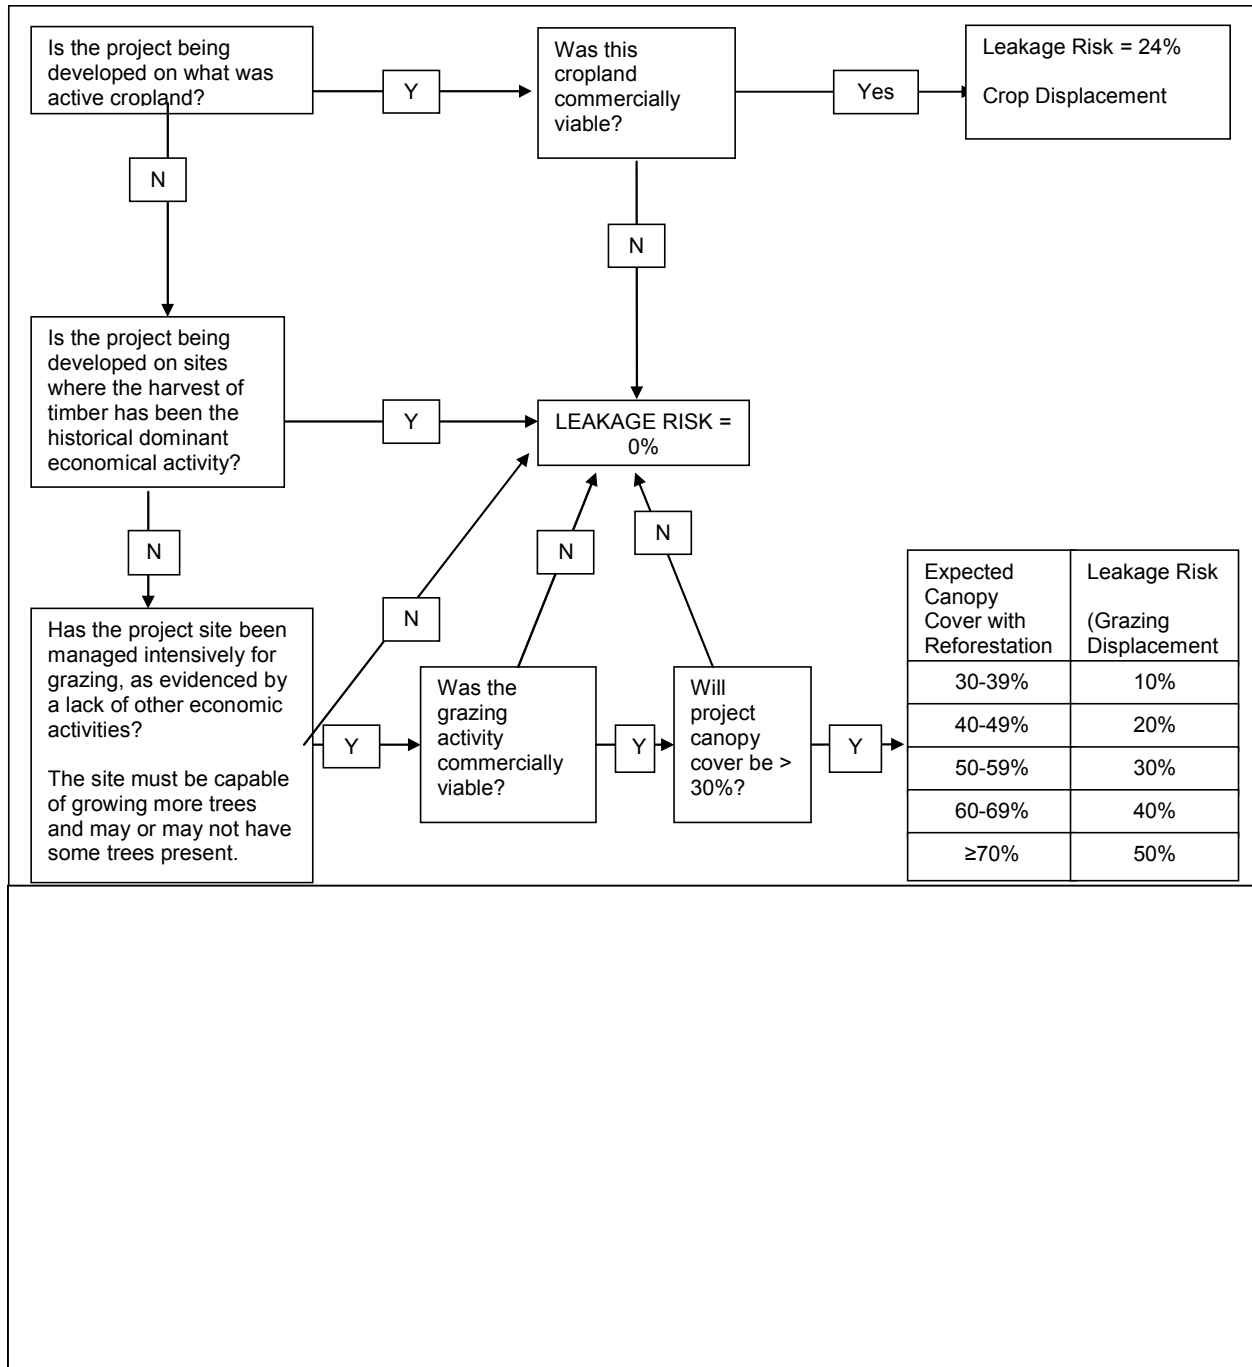 Is the project being
developed on what was
active cropland?
Y
Was this
cropland
commercially
viable?
Yes
Leakage Risk = 24%
Crop Displacement
N
N
Is the project being
developed on sites
where the harvest of
timber has been the
historical dominant
economical activity?
Y
LEAKAGE RISK =
0%
N
N
N
N
Has the project site been
managed intensively for
grazing, as evidenced by
a lack of other economic
activities?
The site must be capable
of growing more trees
and may or may not have
some trees present.
Y
Was the
grazing
activity
commercially
viable?
Y
Will
project
canopy
cover be >
30%?
Y
Expected
Canopy
Cover with
Reforestation
Leakage Risk
(Grazing
Displacement
30-39% 10%
40-49% 20%
50-59% 30%
60-69% 40%
≥70% 50%